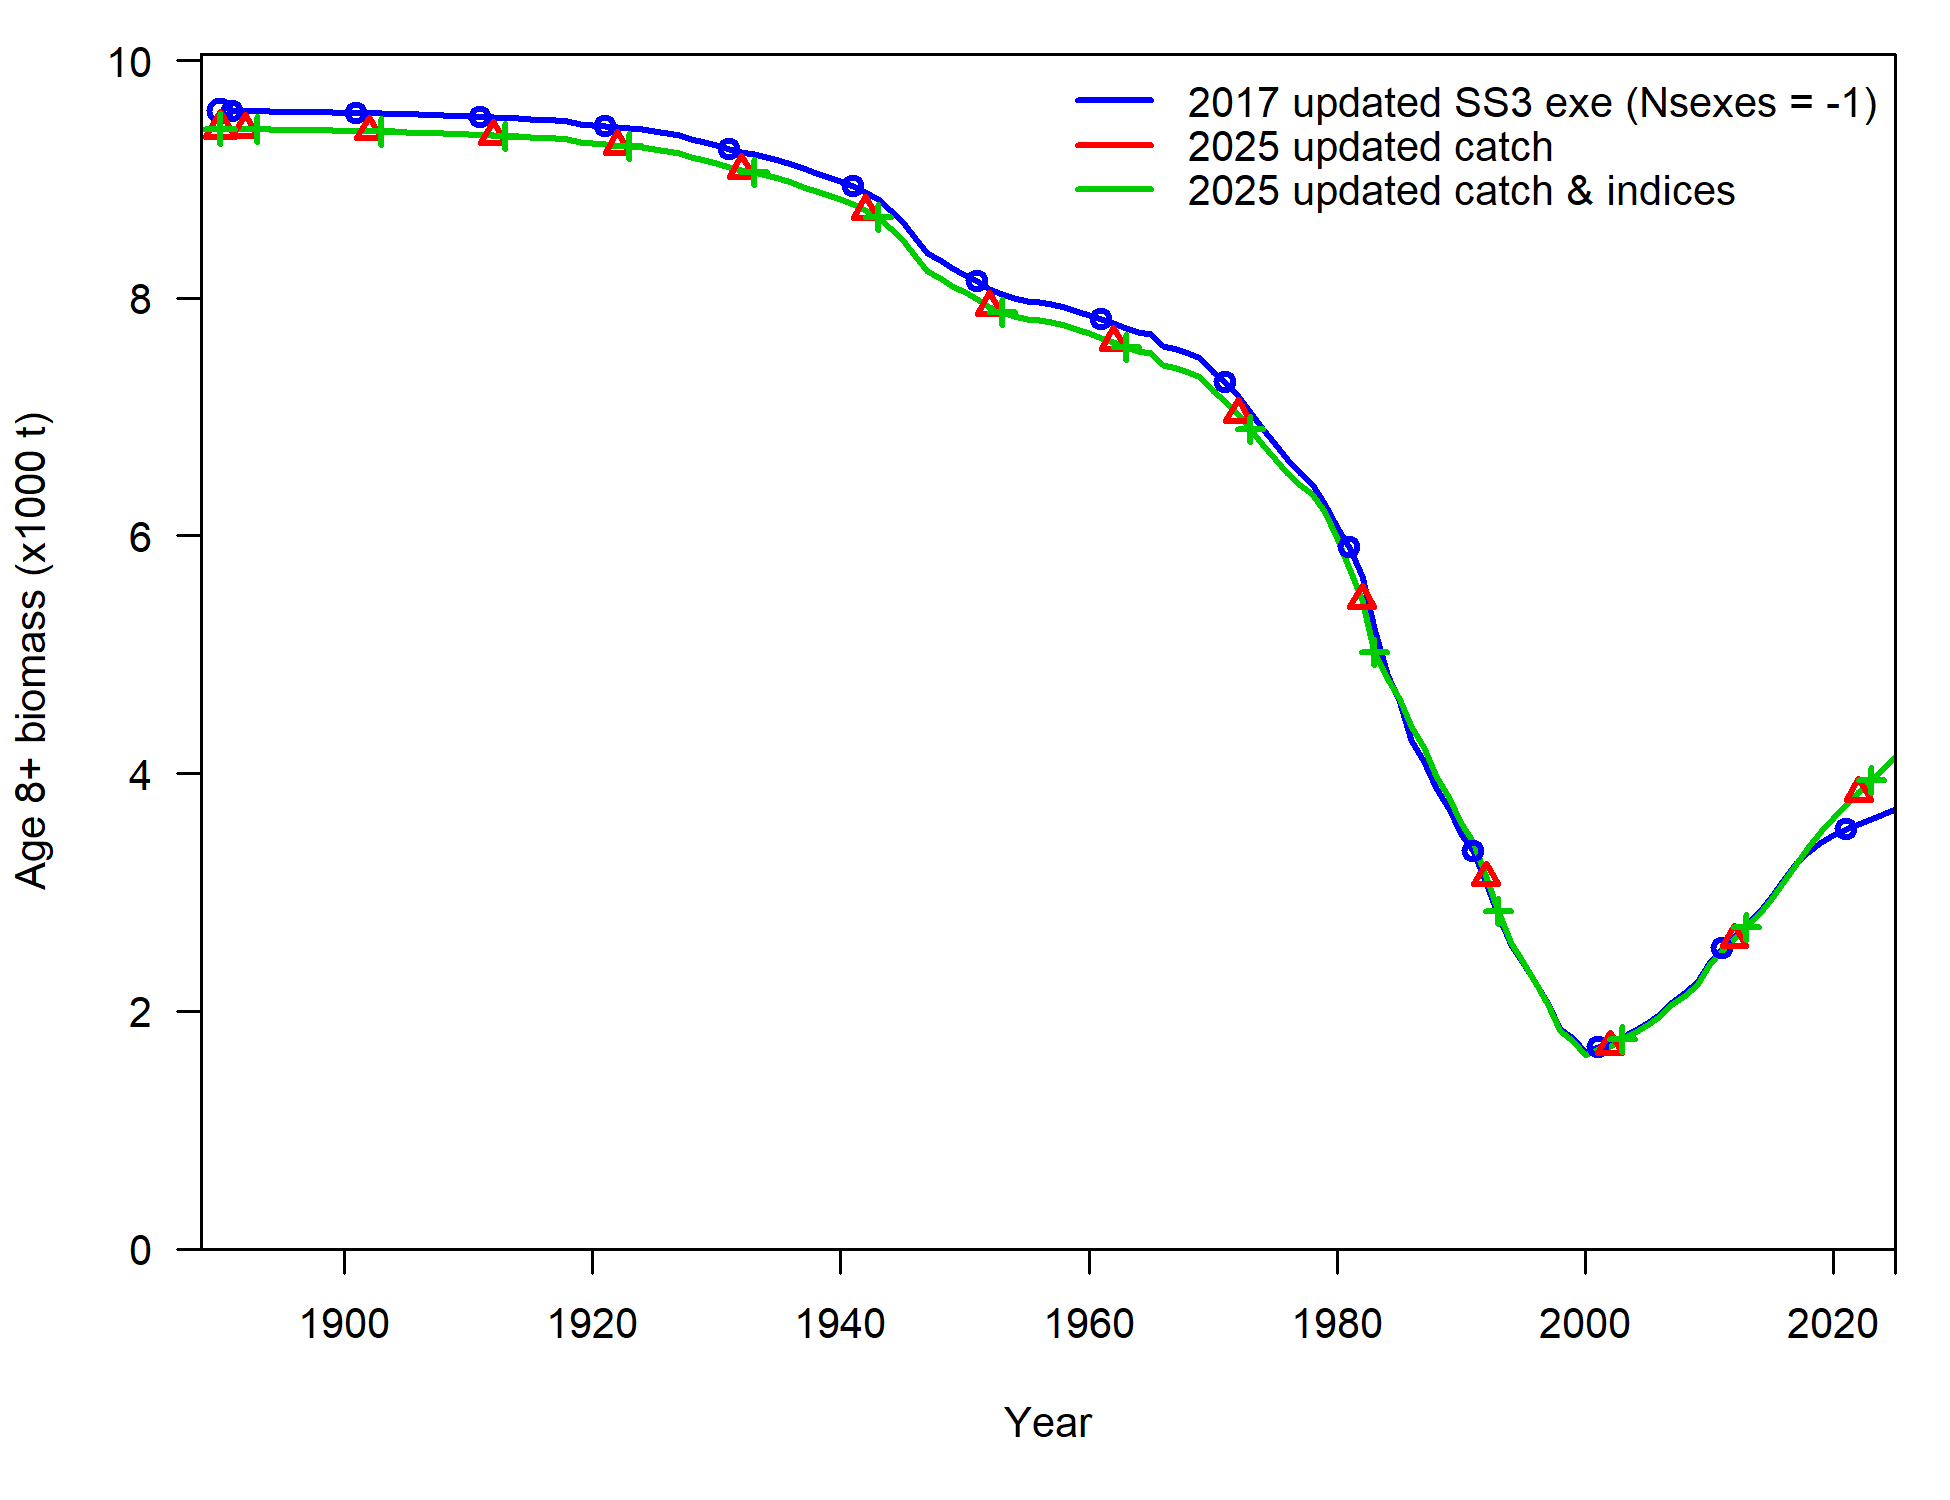 10
8
6
4
2
0
Age 8+ biomass (x1000 t)
2017 updated SS3 exe (Nsexes = -1)
2025 updated catch
2025 updated catch & indices
1900 1920 1940 1960 1980 2000 2020
Year